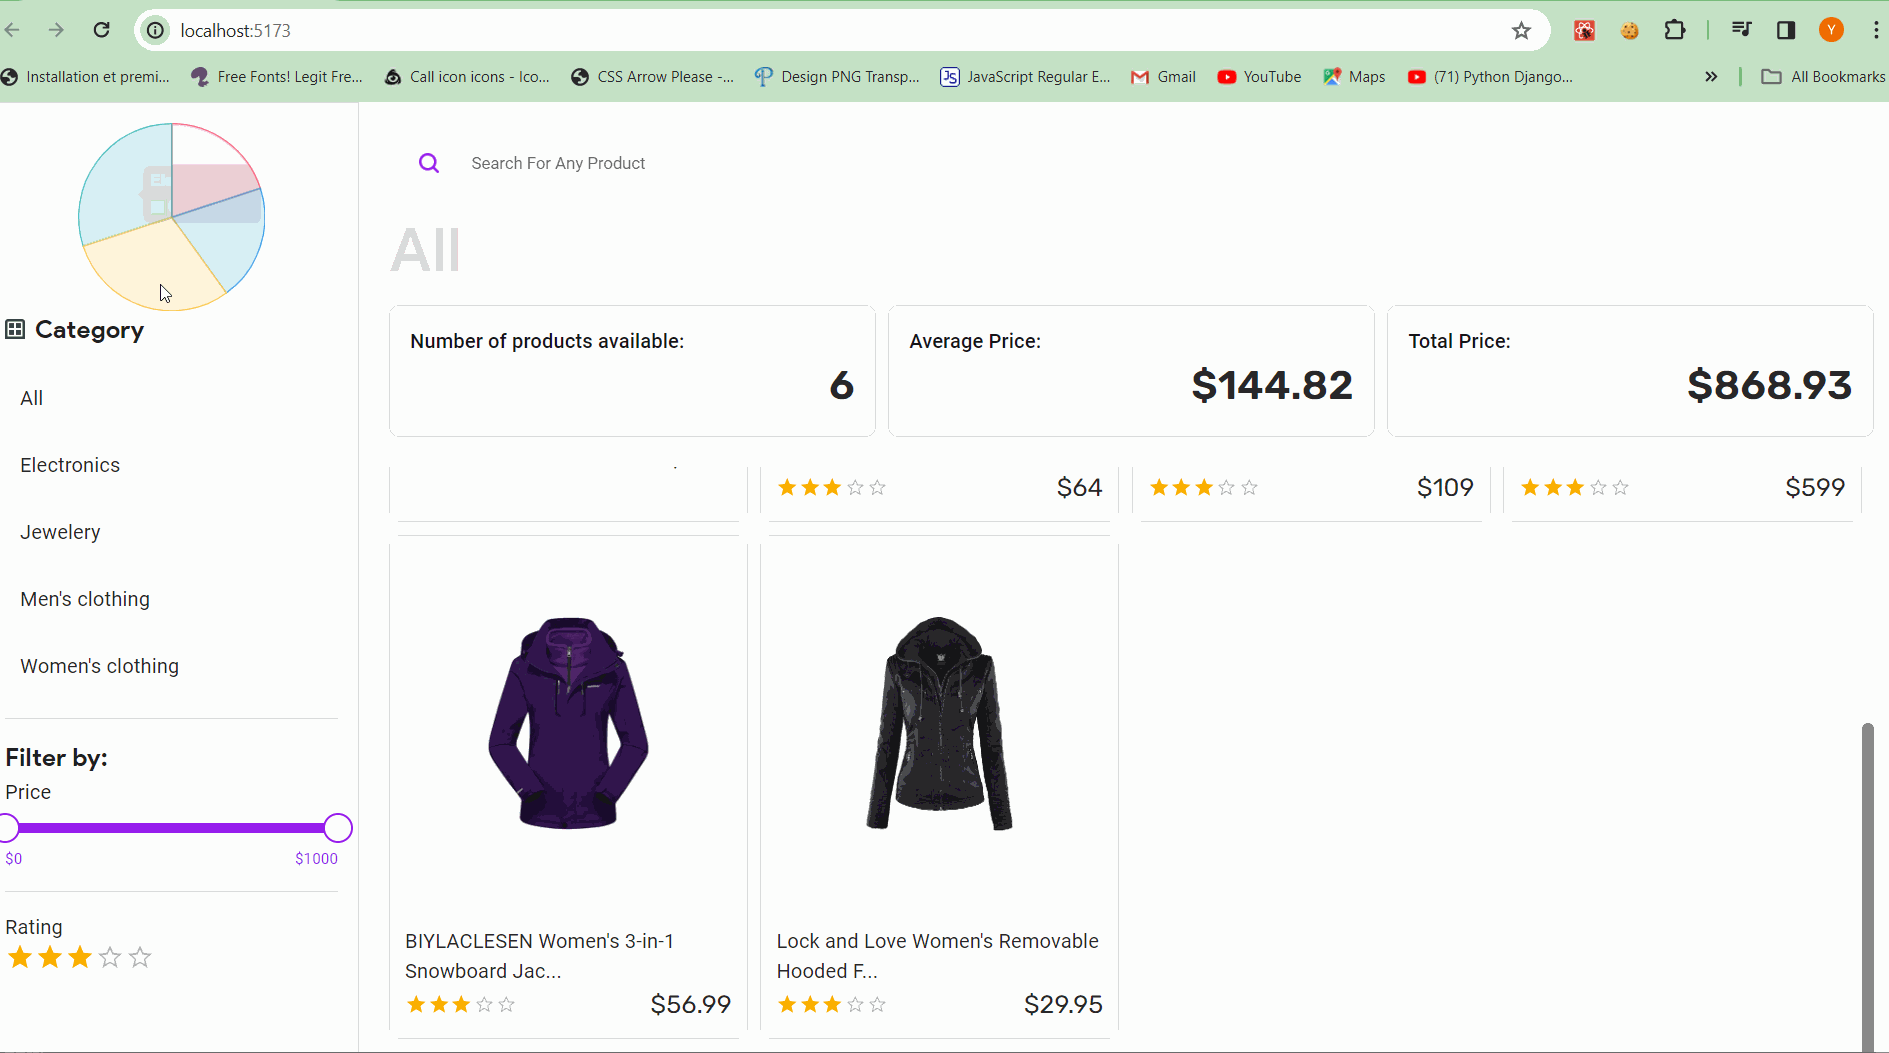 localhost:5173
Y
Installation et premi...
Free Fonts! Legit Fre...
Call icon icons - Ico...
CSS Arrow Please -...
Design PNG Transp...
JS
JavaScript Regular E...
Gmail
YouTube
Maps
(71) Python Django...
»
All Bookmarks
Category
All
Electronics
Jewelery
Men's clothing
Women's clothing
Filter by:
Price
$0
$1000
Rating
Search For Any Product
All
Number of products available:
6
Average Price:
$144.82
Total Price:
$868.93
$64
$109
$599
BIYLACLESEN Women's 3-in-1
Snowboard Jac...
$56.99
Lock and Love Women's Removable
Hooded F...
$29.95